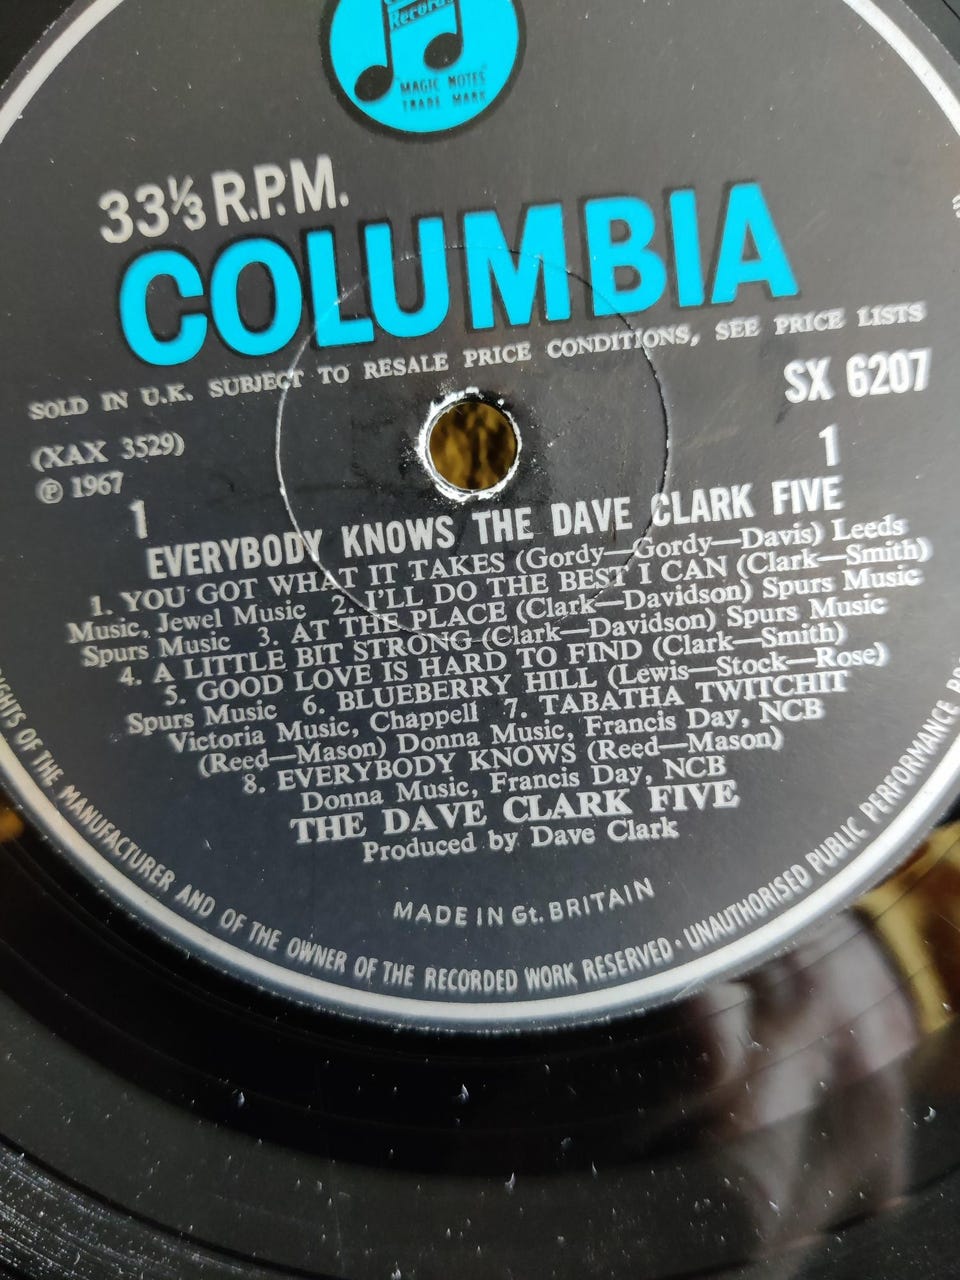 Records
"MAGIC NOTES"
TRADE MARK
33⅓ R.P.M.
COLUMBIA
SOLD IN U.K. SUBJECT TO RESALE PRICE CONDITIONS, SEE PRICE LISTS
SX 6207
(XAX 3529)
℗ 1967
1
1
EVERYBODY KNOWS THE DAVE CLARK FIVE
1. YOU GOT WHAT IT TAKES (Gordy—Gordy—Davis) Leeds
Music, Jewel Music 2. I'LL DO THE BEST I CAN (Clark—Smith)
Spurs Music 3. AT THE PLACE (Clark—Davidson) Spurs Music
4. A LITTLE BIT STRONG (Clark—Davidson) Spurs Music
5. GOOD LOVE IS HARD TO FIND (Clark—Smith)
Spurs Music 6. BLUEBERRY HILL (Lewis—Stock—Rose)
Victoria Music, Chappell 7. TABATHA TWITCHIT
(Reed—Mason) Donna Music, Francis Day, NCB
8. EVERYBODY KNOWS (Reed—Mason)
Donna Music, Francis Day, NCB
THE DAVE CLARK FIVE
Produced by Dave Clark
MADE IN Gt. BRITAIN
OF THE MANUFACTURER AND OF THE OWNER OF THE RECORDED WORK RESERVED · UNAUTHORISED PUBLIC PERFORMANCE